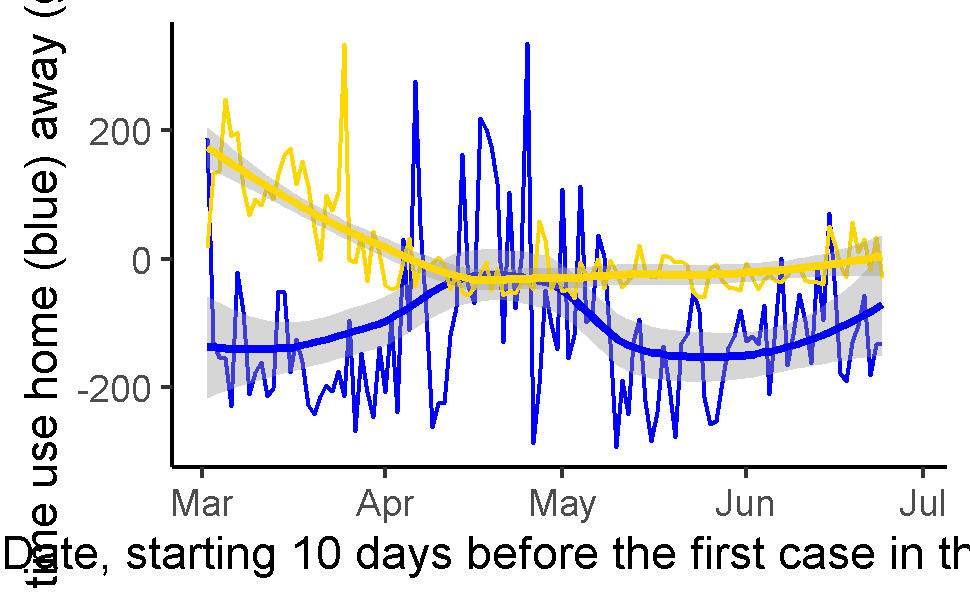 time use home (blue) away (
200
0
-200
Mar Apr May Jun Jul
Date, starting 10 days before the first case in th